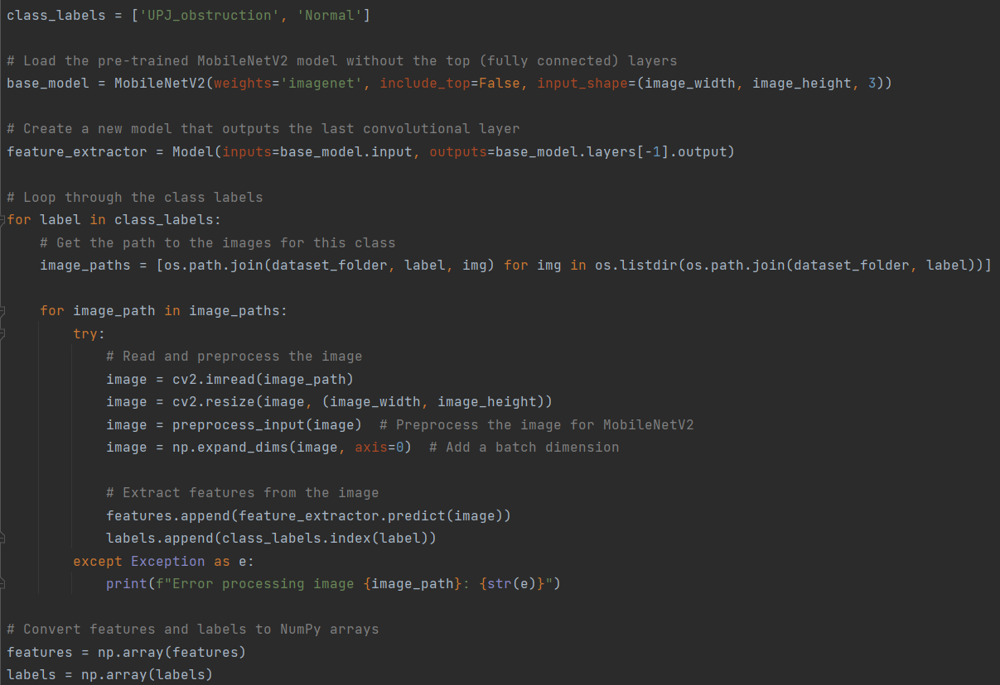 class_labels = ['UPJ_obstruction', 'Normal']
# Load the pre-trained MobileNetV2 model without the top (fully connected) layers
base_model = MobileNetV2(weights='imagenet', include_top=False, input_shape=(image_width, image_height, 3))
# Create a new model that outputs the last convolutional layer
feature_extractor = Model(inputs=base_model.input, outputs=base_model.layers[-1].output)
# Loop through the class labels
for label in class_labels:
    # Get the path to the images for this class
    image_paths = [os.path.join(dataset_folder, label, img) for img in os.listdir(os.path.join(dataset_folder, label))]
    for image_path in image_paths:
        try:
            # Read and preprocess the image
            image = cv2.imread(image_path)
            image = cv2.resize(image, (image_width, image_height))
            image = preprocess_input(image)  # Preprocess the image for MobileNetV2
            image = np.expand_dims(image, axis=0)  # Add a batch dimension
            # Extract features from the image
            features.append(feature_extractor.predict(image))
            labels.append(class_labels.index(label))
        except Exception as e:
            print(f"Error processing image {image_path}: {str(e)}")
# Convert features and labels to NumPy arrays
features = np.array(features)
labels = np.array(labels)